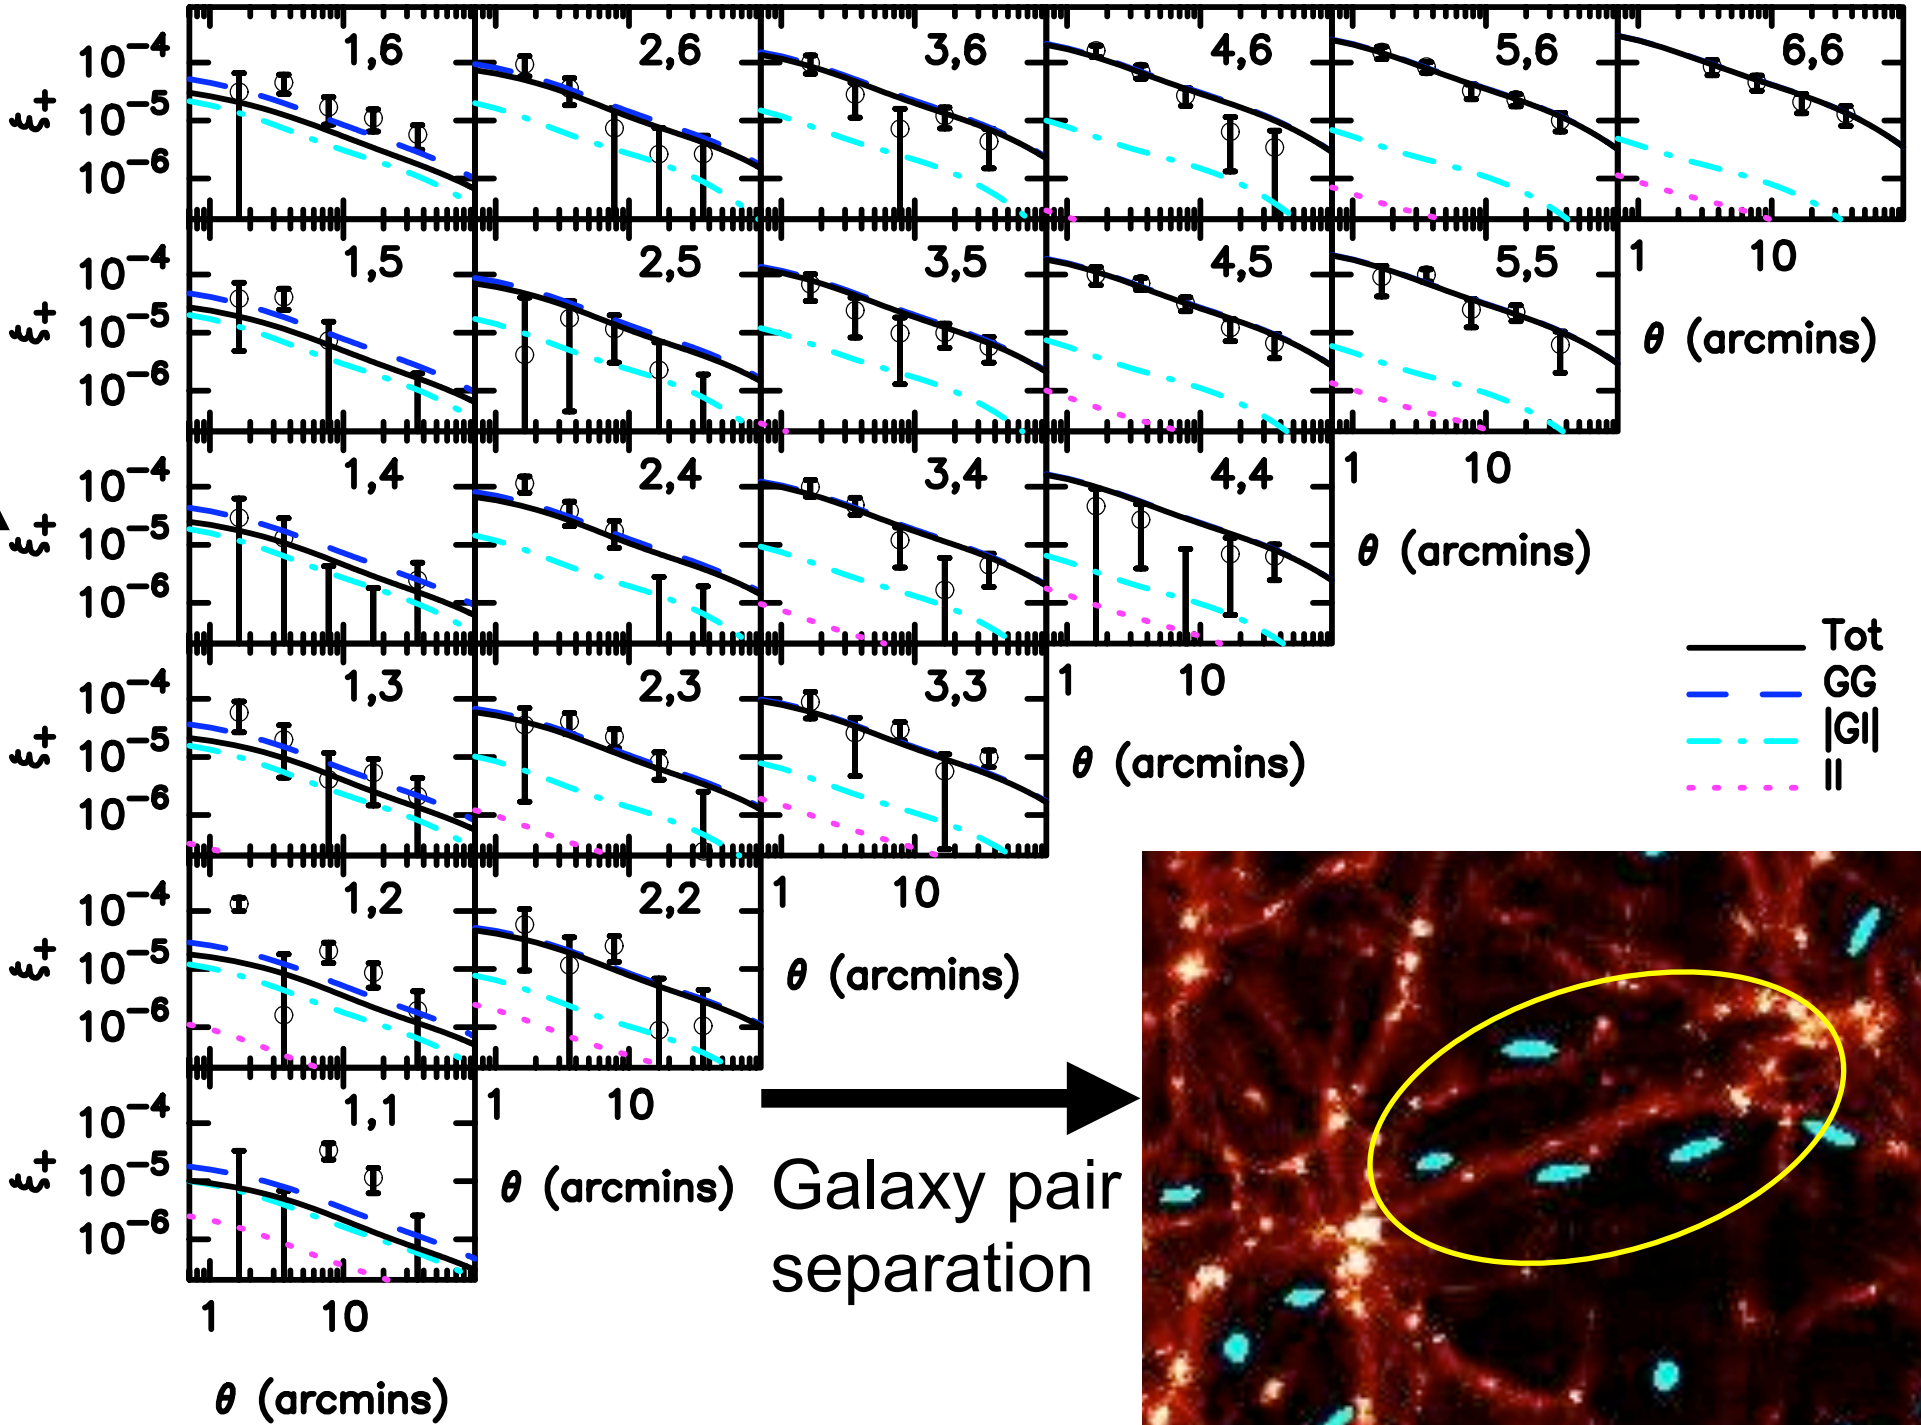 10⁻⁴ 1,6 2,6 3,6 4,6 5,6 6,6
ξ+ 10⁻⁵
10⁻⁶
1 10
10⁻⁴ 1,5 2,5 3,5 4,5 5,5
ξ+ 10⁻⁵ θ (arcmins)
10⁻⁶
1 10
10⁻⁴ 1,4 2,4 3,4 4,4
ξ+ 10⁻⁵ θ (arcmins)
10⁻⁶
Tot
GG
|GI|
II
1 10
10⁻⁴ 1,3 2,3 3,3
ξ+ 10⁻⁵ θ (arcmins)
10⁻⁶
1 10
10⁻⁴ 1,2 2,2
ξ+ 10⁻⁵ θ (arcmins)
10⁻⁶
1 10
10⁻⁴ 1,1
ξ+ 10⁻⁵ θ (arcmins)
10⁻⁶
Galaxy pair
separation
1 10
θ (arcmins)